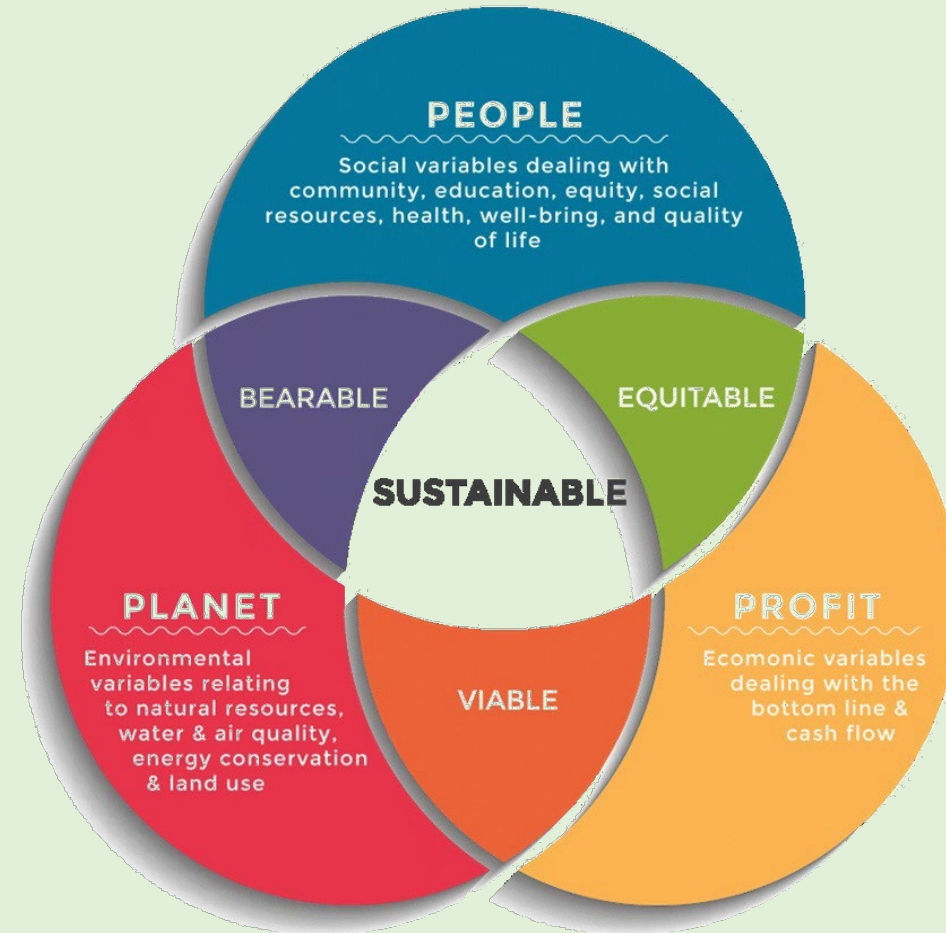 PEOPLE
Social variables dealing with
community, education, equity, social
resources, health, well-bring, and quality
of life
BEARABLE
EQUITABLE
SUSTAINABLE
PLANET
Environmental
variables relating
to natural resources,
water & air quality,
energy conservation
& land use
VIABLE
PROFIT
Ecomonic variables
dealing with the
bottom line &
cash flow